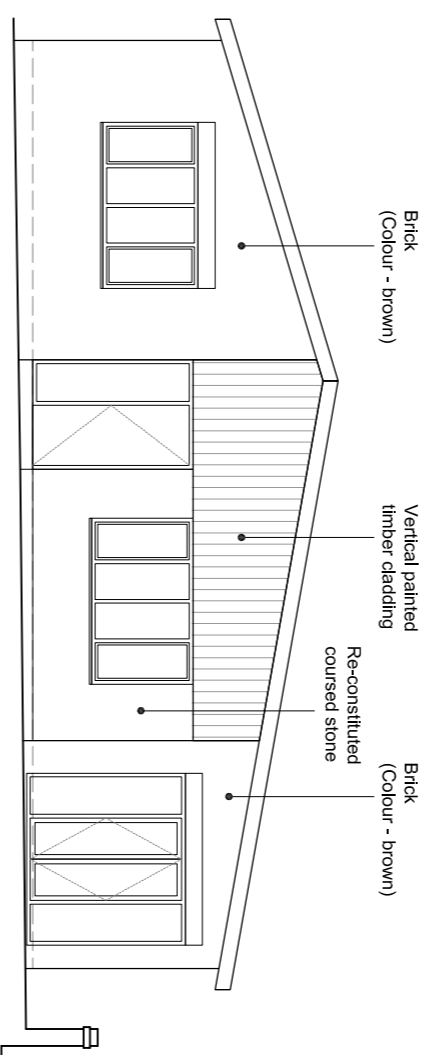 Brick
(Colour - brown)
Vertical painted
timber cladding
Re-constituted
coursed stone
Brick
(Colour - brown)